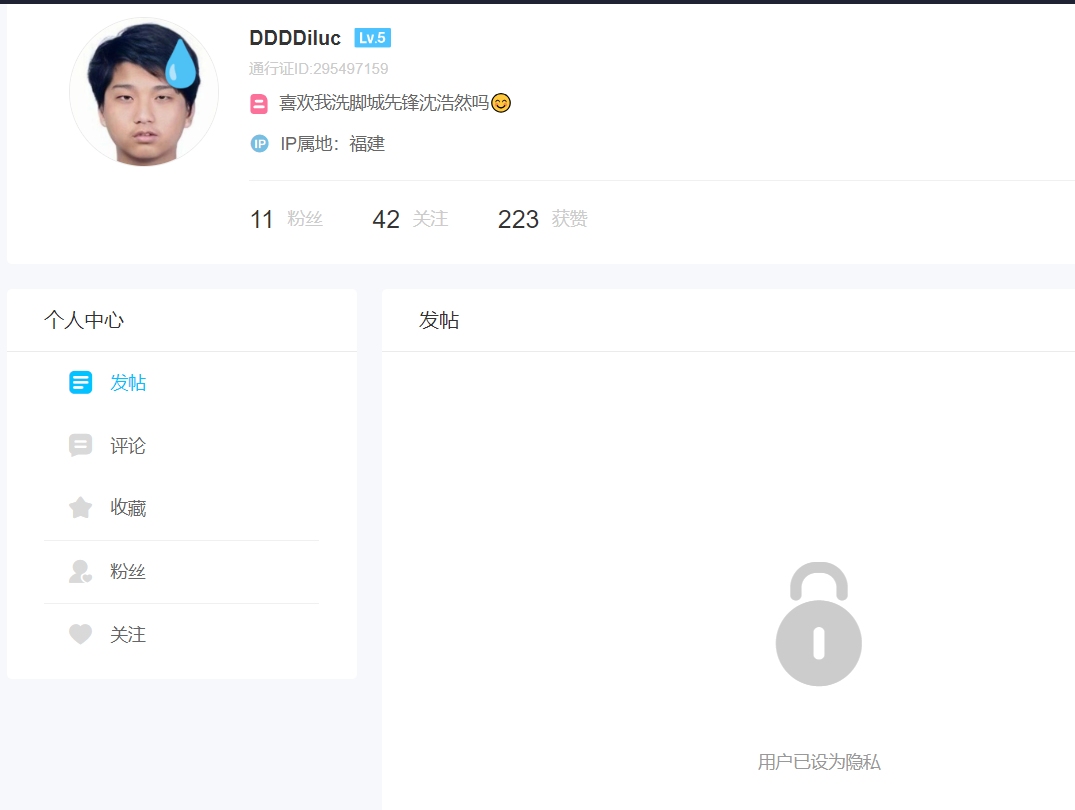 DDDDiluc Lv.5
通行证ID:295497159
喜欢我洗脚城先锋沈浩然吗😊
IP IP属地：福建
11 粉丝 42 关注 223 获赞
个人中心
发帖
评论
收藏
粉丝
关注
发帖
用户已设为隐私